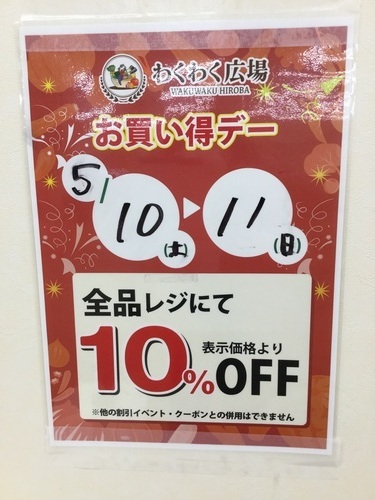 わくわく広場
WAKUWAKU HIROBA
お買い得デー
5/10(土)▶11(日)
全品レジにて
表示価格より
10%OFF
※他の割引イベント・クーポンとの併用はできません